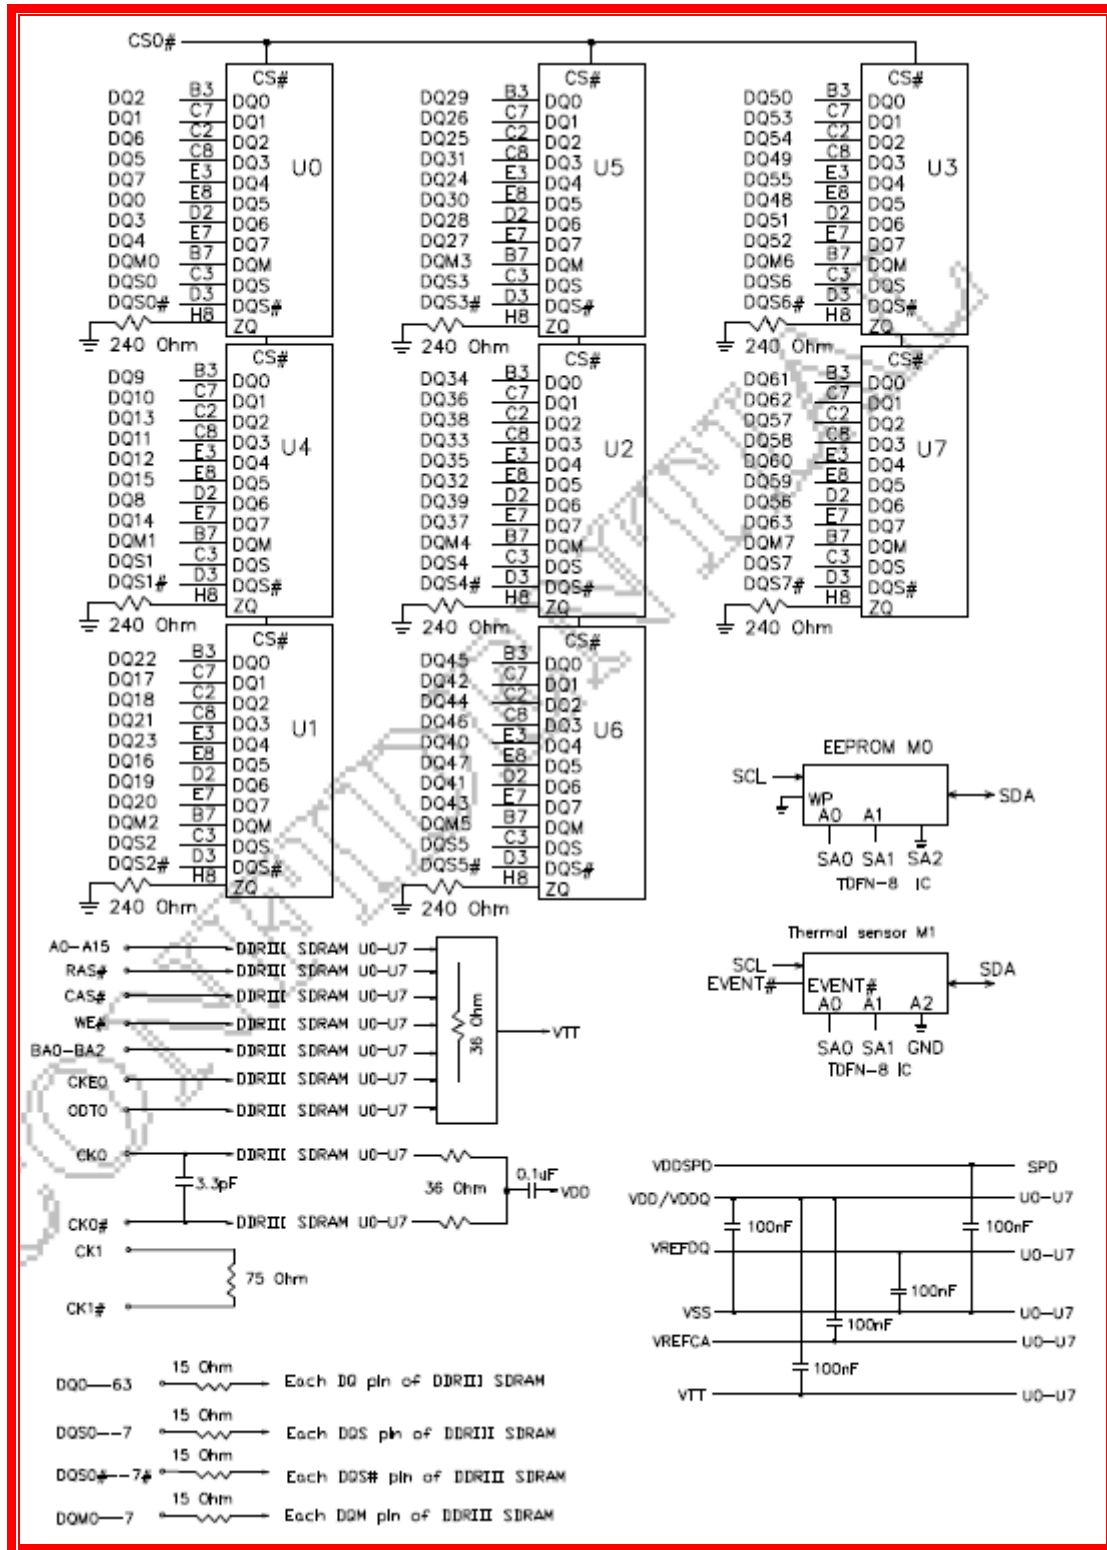 CS0#
CS#
DQ2 B3 DQ0
DQ1 C7 DQ1
DQ6 C2 DQ2
DQ5 C8 DQ3
DQ7 E3 DQ4
DQ0 E8 DQ5
DQ3 D2 DQ6
DQ4 E7 DQ7
DQM0 B7 DQM
DQS0 C3 DQS
DQS0# D3 DQS#
H8 ZQ
U0
240 Ohm
CS#
DQ29 B3 DQ0
DQ26 C7 DQ1
DQ25 C2 DQ2
DQ31 C8 DQ3
DQ24 E3 DQ4
DQ30 E8 DQ5
DQ28 D2 DQ6
DQ27 E7 DQ7
DQM3 B7 DQM
DQS3 C3 DQS
DQS3# D3 DQS#
H8 ZQ
U5
240 Ohm
CS#
DQ50 B3 DQ0
DQ53 C7 DQ1
DQ54 C2 DQ2
DQ49 C8 DQ3
DQ55 E3 DQ4
DQ48 E8 DQ5
DQ51 D2 DQ6
DQ52 E7 DQ7
DQM6 B7 DQM
DQS6 C3 DQS
DQS6# D3 DQS#
H8 ZQ
U3
240 Ohm
CS#
DQ9 B3 DQ0
DQ10 C7 DQ1
DQ13 C2 DQ2
DQ11 C8 DQ3
DQ12 E3 DQ4
DQ15 E8 DQ5
DQ8 D2 DQ6
DQ14 E7 DQ7
DQM1 B7 DQM
DQS1 C3 DQS
DQS1# D3 DQS#
H8 ZQ
U4
240 Ohm
CS#
DQ34 B3 DQ0
DQ36 C7 DQ1
DQ38 C2 DQ2
DQ33 C8 DQ3
DQ35 E3 DQ4
DQ32 E8 DQ5
DQ39 D2 DQ6
DQ37 E7 DQ7
DQM4 B7 DQM
DQS4 C3 DQS
DQS4# D3 DQS#
H8 ZQ
U2
240 Ohm
CS#
DQ61 B3 DQ0
DQ62 C7 DQ1
DQ57 C2 DQ2
DQ58 C8 DQ3
DQ60 E3 DQ4
DQ59 E8 DQ5
DQ56 D2 DQ6
DQ63 E7 DQ7
DQM7 B7 DQM
DQS7 C3 DQS
DQS7# D3 DQS#
H8 ZQ
U7
240 Ohm
CS#
DQ22 B3 DQ0
DQ17 C7 DQ1
DQ18 C2 DQ2
DQ21 C8 DQ3
DQ23 E3 DQ4
DQ16 E8 DQ5
DQ19 D2 DQ6
DQ20 E7 DQ7
DQM2 B7 DQM
DQS2 C3 DQS
DQS2# D3 DQS#
H8 ZQ
U1
240 Ohm
CS#
DQ45 B3 DQ0
DQ42 C7 DQ1
DQ44 C2 DQ2
DQ46 C8 DQ3
DQ40 E3 DQ4
DQ47 E8 DQ5
DQ41 D2 DQ6
DQ43 E7 DQ7
DQM5 B7 DQM
DQS5 C3 DQS
DQS5# D3 DQS#
H8 ZQ
U6
240 Ohm
EEPROM M0
SCL
WP
SDA
A0 A1
SA0 SA1 SA2
TDFN-8 IC
Thermal sensor M1
SCL
EVENT# EVENT#
SDA
A0 A1 A2
SA0 SA1 GND
TDFN-8 IC
A0-A15 DDRIII SDRAM U0-U7
RAS# DDRIII SDRAM U0-U7
CAS# DDRIII SDRAM U0-U7
WE# DDRIII SDRAM U0-U7
BA0-BA2 DDRIII SDRAM U0-U7
CKE0 DDRIII SDRAM U0-U7
ODT0 DDRIII SDRAM U0-U7
36 Ohm
VTT
CK0 DDRIII SDRAM U0-U7
3.3pF
36 Ohm
0.1uF
VDD
CK0# DDRIII SDRAM U0-U7
CK1
75 Ohm
CK1#
VDDSPD SPD
VDD/VDDQ U0-U7
100nF 100nF
VREFDQ U0-U7
100nF
VSS U0-U7
100nF
VREFCA U0-U7
100nF
VTT U0-U7
15 Ohm
DQ0--63 Each DQ pin of DDRIII SDRAM
15 Ohm
DQS0--7 Each DQS pin of DDRIII SDRAM
15 Ohm
DQS0#--7# Each DQS# pin of DDRIII SDRAM
15 Ohm
DQM0--7 Each DQM pin of DDRIII SDRAM